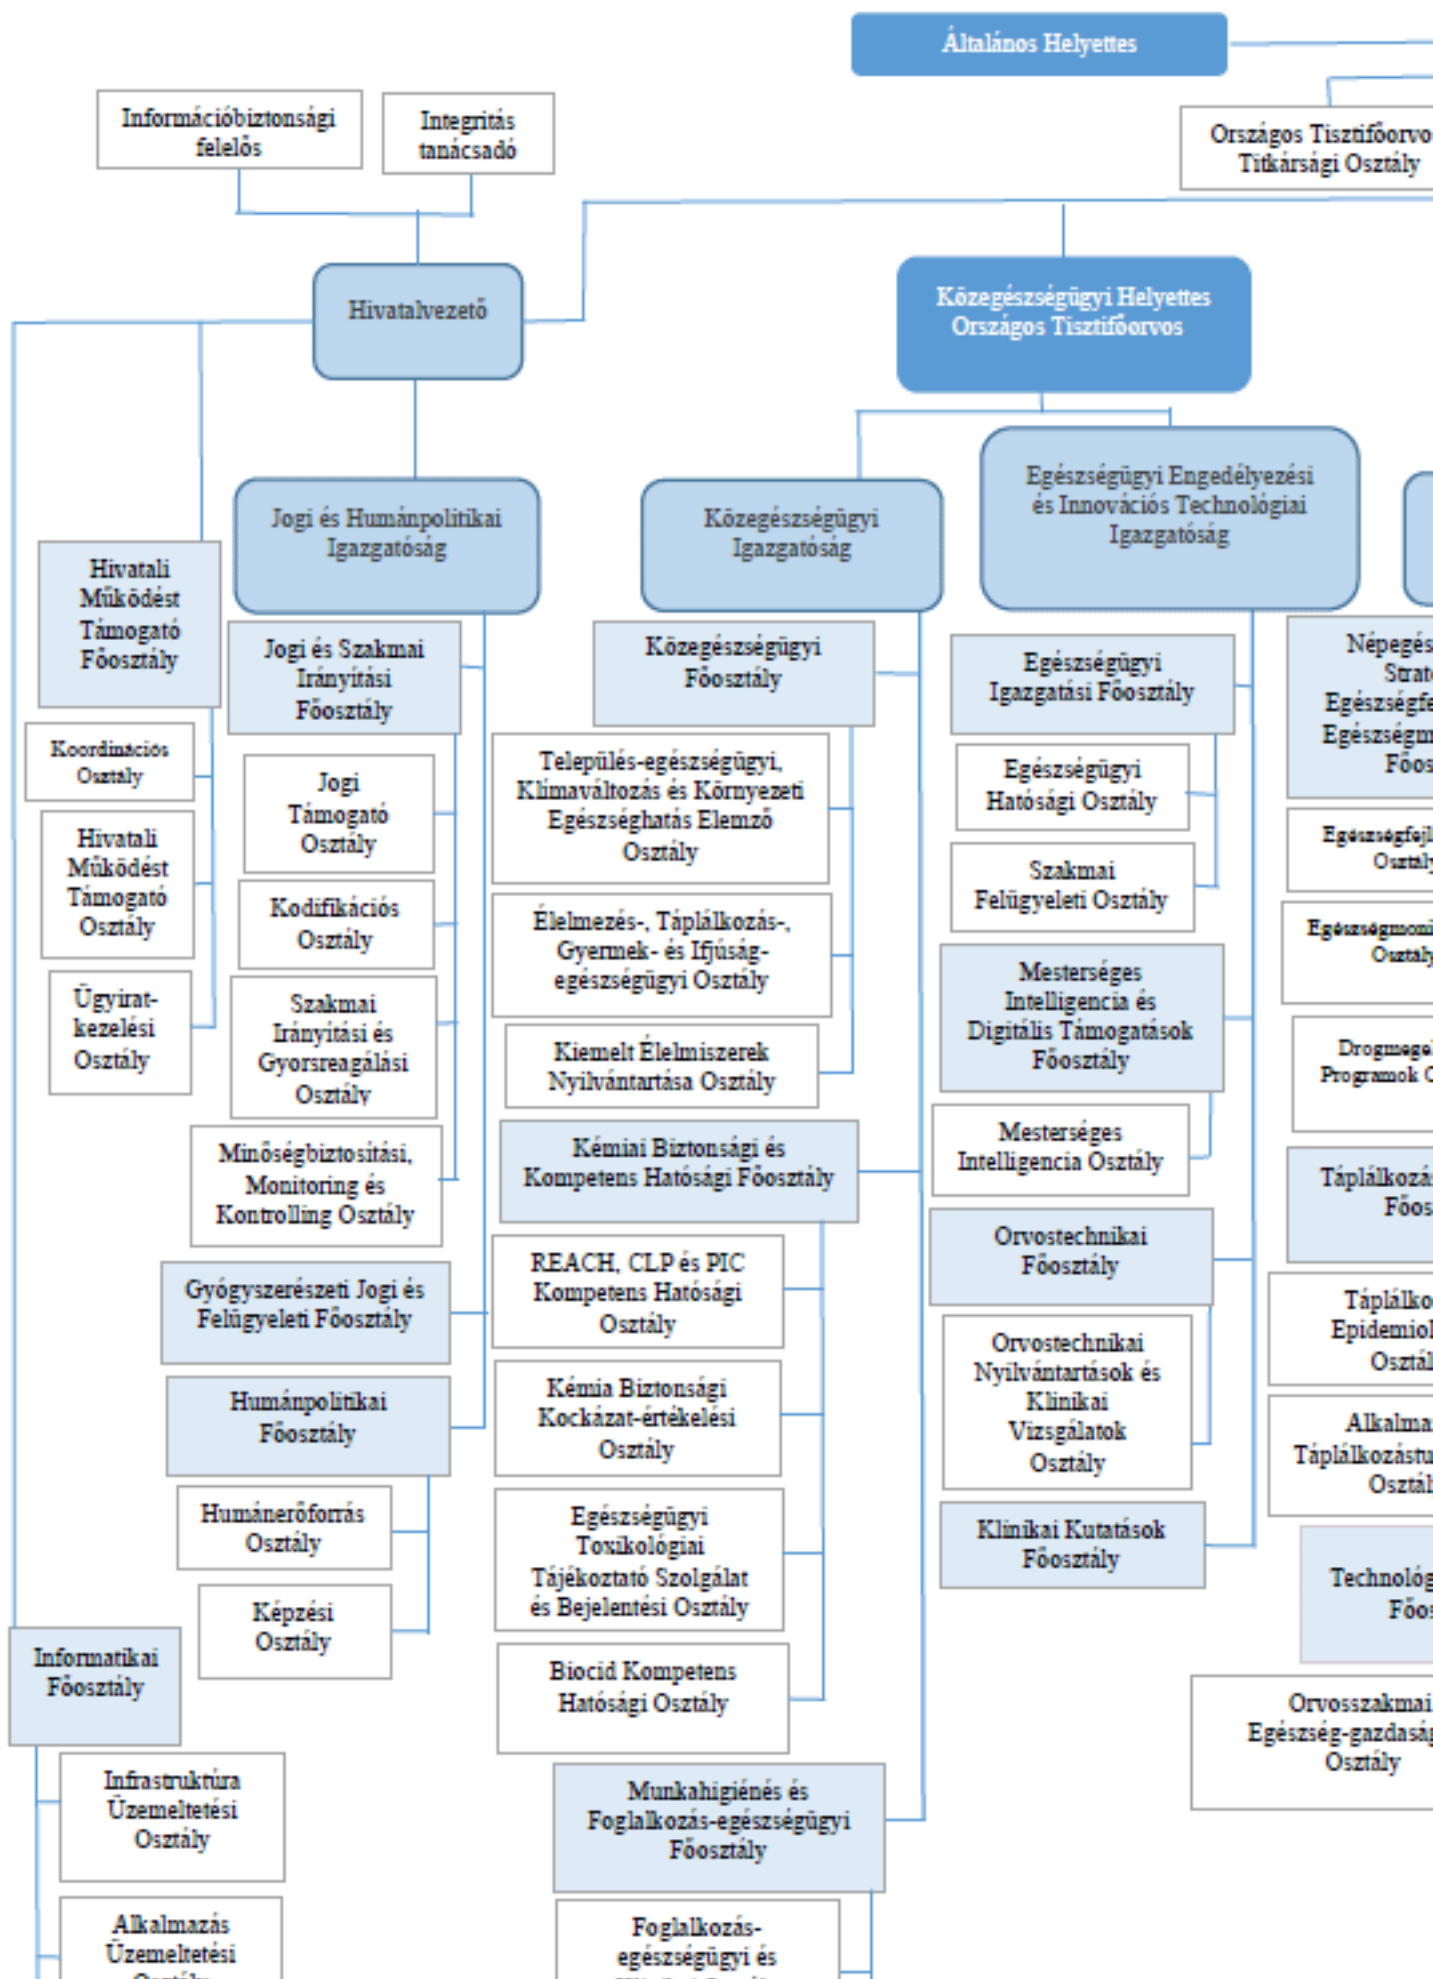 Általános Helyettes
Információbiztonsági
felelős
Integritás
tanácsadó
Országos
Titkársági Osztály
Hivatalvezető
Közegészségügyi Helyettes
Országos Tisztifőorvos
Jogi és Humánpolitikai
Igazgatóság
Közegészségügyi
Igazgatóság
Egészségügyi Engedélyezési
és Innovációs Technológiai
Igazgatóság
Hivatali
Működést
Támogató
Főosztály
Koordinációs
Osztály
Hivatali
Működést
Támogató
Osztály
Ügyirat-
kezelési
Osztály
Jogi és Szakmai
Irányítási
Főosztály
Jogi
Támogató
Osztály
Kodifikációs
Osztály
Szakmai
Irányítási és
Gyorsreagálási
Osztály
Minőségbiztosítási,
Monitoring és
Kontrolling Osztály
Gyógyszerészeti Jogi és
Felügyeleti Főosztály
Humánpolitikai
Főosztály
Humánerőforrás
Osztály
Képzési
Osztály
Informatikai
Főosztály
Infrastruktúra
Üzemeltetési
Osztály
Alkalmazás
Üzemeltetési
Közegészségügyi
Főosztály
Település-egészségügyi,
Klímaváltozás és Környezeti
Egészséghatás Elemző
Osztály
Élelmezés-, Táplálkozás-,
Gyermek- és Ifjúság-
egészségügyi Osztály
Kiemelt Élelmiszerek
Nyilvántartása Osztály
Kémiai Biztonsági és
Kompetens Hatósági Főosztály
REACH, CLP és PIC
Kompetens Hatósági
Osztály
Kémia Biztonsági
Kockázat-értékelési
Osztály
Egészségügyi
Toxikológiai
Tájékoztató Szolgálat
és Bejelentési Osztály
Biocid Kompetens
Hatósági Osztály
Munkahigiénés és
Foglalkozás-egészségügyi
Főosztály
Foglalkozás-
egészségügyi és
Egészségügyi
Igazgatási Főosztály
Egészségügyi
Hatósági Osztály
Szakmai
Felügyeleti Osztály
Mesterséges
Intelligencia és
Digitális Támogatások
Főosztály
Mesterséges
Intelligencia Osztály
Orvostechnikai
Főosztály
Orvostechnikai
Nyilvántartások és
Klinikai
Vizsgálatok
Osztály
Klinikai Kutatások
Főosztály
Programok
Orvosszakmai
Osztály